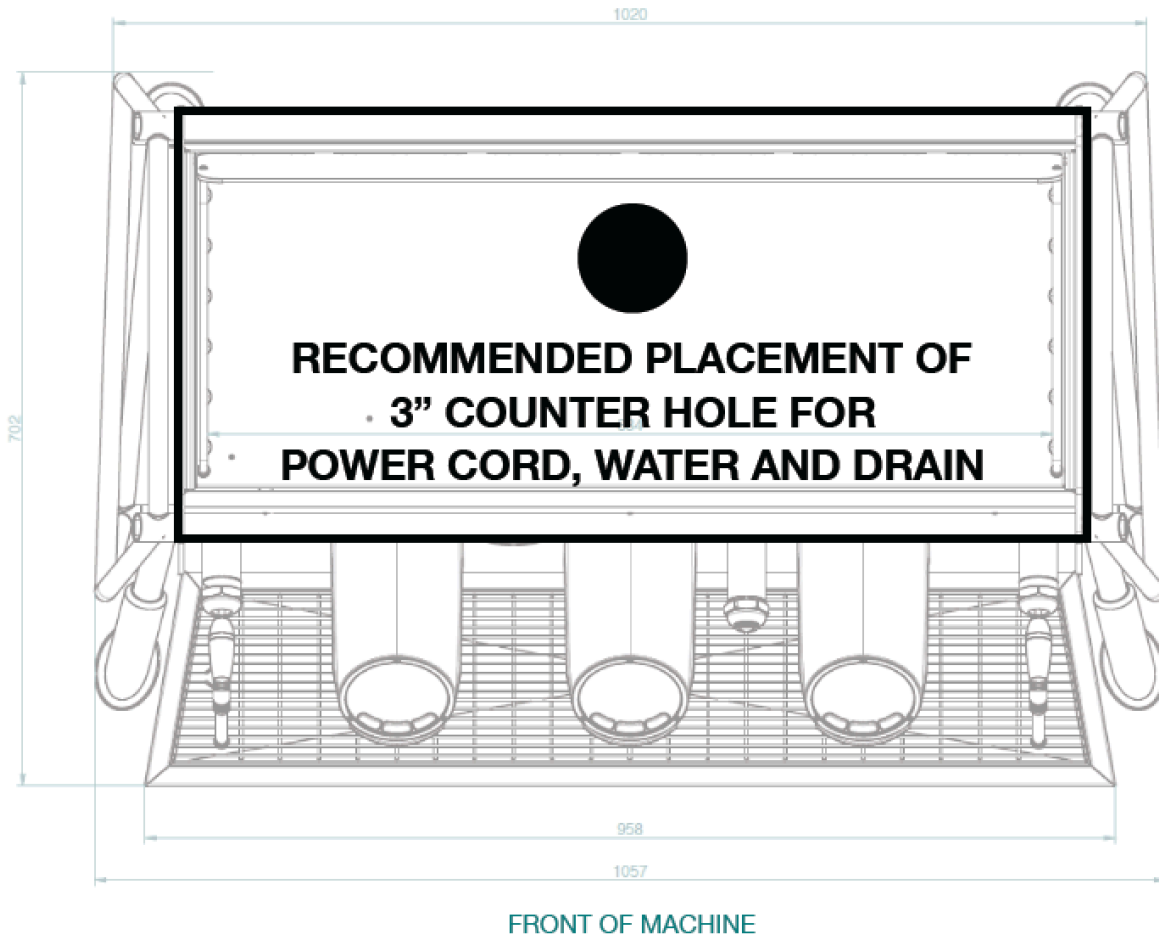 1020
702
RECOMMENDED PLACEMENT OF
3” COUNTER HOLE FOR
POWER CORD, WATER AND DRAIN
958
1057
FRONT OF MACHINE